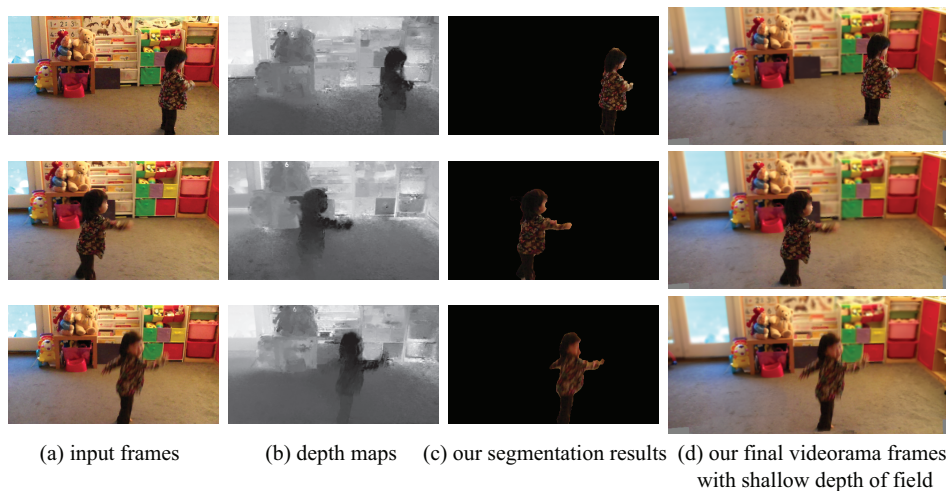 (a) input frames
(b) depth maps
(c) our segmentation results
(d) our final videorama frames
with shallow depth of field